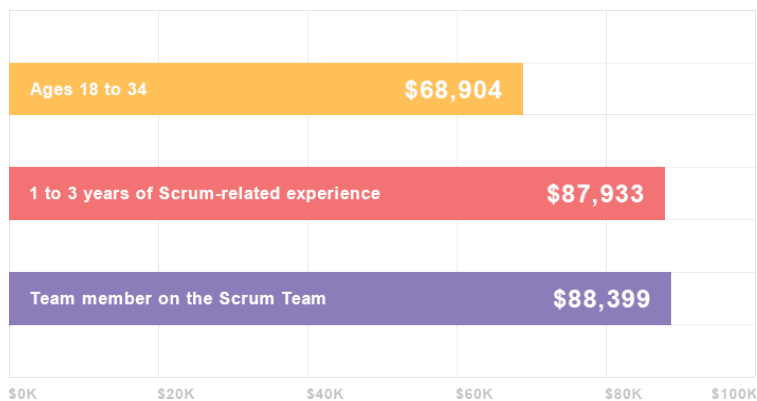 Ages 18 to 34 $68,904
1 to 3 years of Scrum-related experience $87,933
Team member on the Scrum Team $88,399
$0K $20K $40K $60K $80K $100K